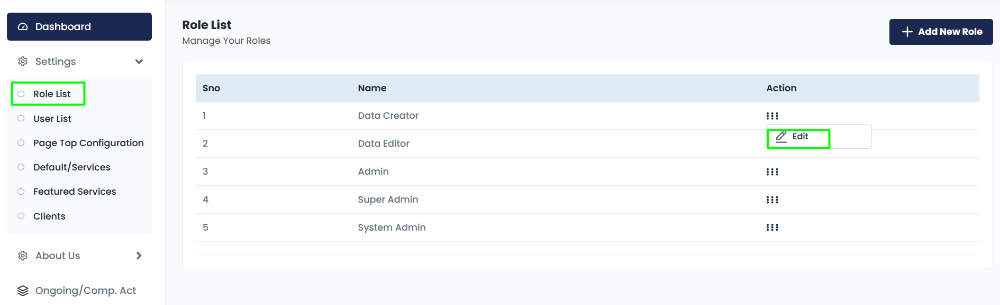 Dashboard
Settings
Role List
User List
Page Top Configuration
Default/Services
Featured Services
Clients
About Us
Ongoing/Comp. Act
Role List
Manage Your Roles
Add New Role
Sno Name Action
1 Data Creator
Edit
2 Data Editor
3 Admin
4 Super Admin
5 System Admin